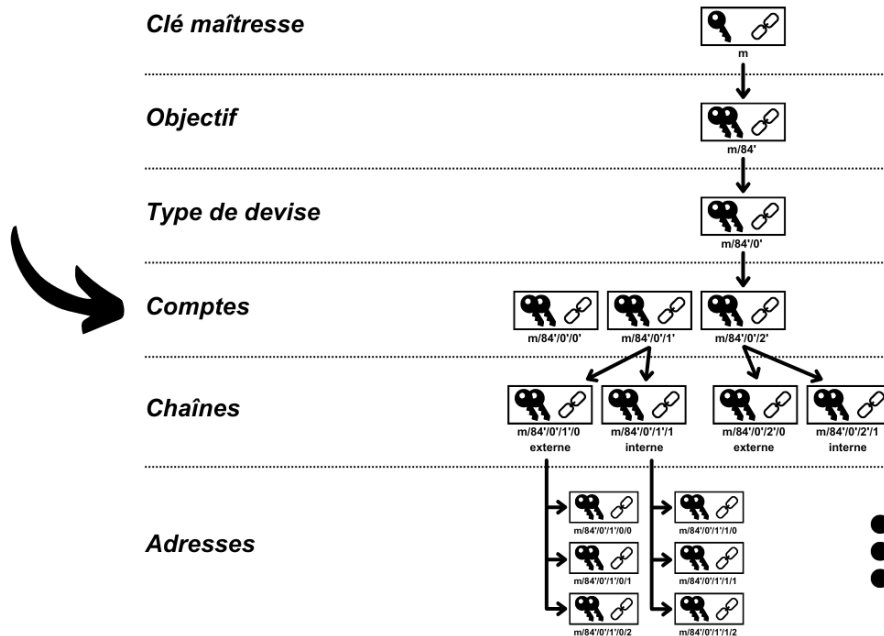 Clé maîtresse
m
Objectif
m/84'
Type de devise
m/84'/0'
Comptes
m/84'/0'/0' m/84'/0'/1' m/84'/0'/2'
Chaînes
m/84'/0'/1'/0 m/84'/0'/1'/1 m/84'/0'/2'/0 m/84'/0'/2'/1
externe interne externe interne
Adresses
m/84'/0'/1'/0/0 m/84'/0'/1'/1/0
m/84'/0'/1'/0/1 m/84'/0'/1'/1/1
m/84'/0'/1'/0/2 m/84'/0'/1'/1/2